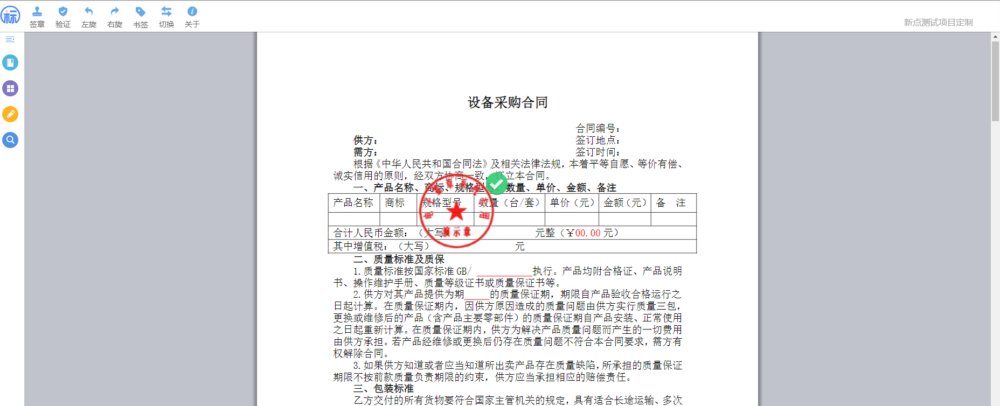 标
签章 验证 左旋 右旋 书签 切换 关于
新点测试项目定制
设备采购合同
合同编号：
供方： 签订地点：
需方： 签订时间：
根据《中华人民共和国合同法》及相关法律法规，本着平等自愿、等价有偿、
诚实信用的原则，经双方协商一致，订立本合同。
一、产品名称、商标、规格型号、数量、单价、金额、备注
产品名称 商标 规格型号 数量（台/套） 单价（元） 金额（元） 备 注
合计人民币金额：（大写 元整（￥00.00 元）
其中增值税：（大写） 元
演示章
二、质量标准及质保
1.质量标准按国家标准 GB/ ___________执行。产品均附合格证、产品说明
书、操作维护手册、质量等级证书或质量保证书等。
2.供方对其产品提供为期_____的质量保证期，期限自产品验收合格运行之
日起计算。在质量保证期内，因供方原因造成的质量问题由供方实行质量三包，
更换或维修后的产品（含产品主要零部件）的质量保证期自产品安装、正常使用
之日起重新计算。在质量保证期内，供方为解决产品质量问题而产生的一切费用
由供方承担。若产品经维修或更换后仍存在质量问题不符合本合同要求，需方有
权解除合同。
3.如果供方知道或者应当知道所出卖产品存在质量缺陷，所承担的质量保证
期限不按前款质量负责期限的约束，供方应当承担相应的赔偿责任。
三、包装标准
乙方交付的所有货物要符合国家主管机关的规定，具有适合长途运输、多次